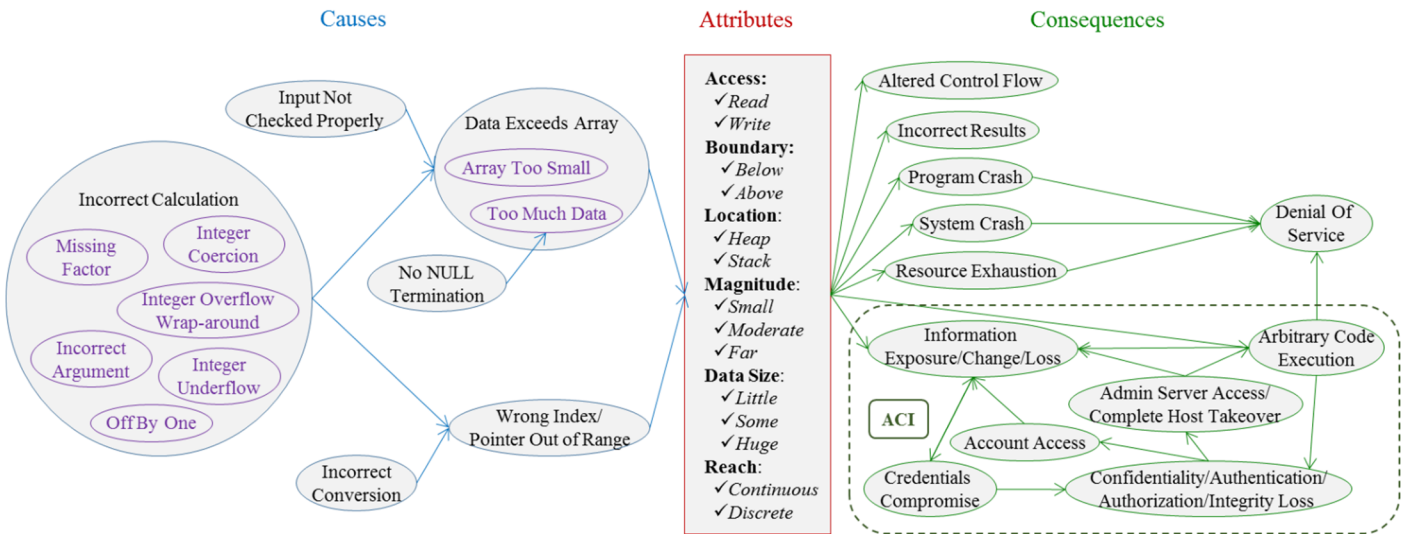 Causes
Attributes
Consequences
Input Not
Checked Properly
Data Exceeds Array
Array Too Small
Too Much Data
Incorrect Calculation
Missing
Factor
Integer
Coercion
Integer Overflow
Wrap-around
Incorrect
Argument
Integer
Underflow
Off By One
No NULL
Termination
Wrong Index/
Pointer Out of Range
Incorrect
Conversion
Access:
✓Read
✓Write
Boundary:
✓Below
✓Above
Location:
✓Heap
✓Stack
Magnitude:
✓Small
✓Moderate
✓Far
Data Size:
✓Little
✓Some
✓Huge
Reach:
✓Continuous
✓Discrete
Altered Control Flow
Incorrect Results
Program Crash
System Crash
Resource Exhaustion
Denial Of
Service
Information
Exposure/Change/Loss
Arbitrary Code
Execution
Admin Server Access/
Complete Host Takeover
ACI
Account Access
Credentials
Compromise
Confidentiality/Authentication/
Authorization/Integrity Loss